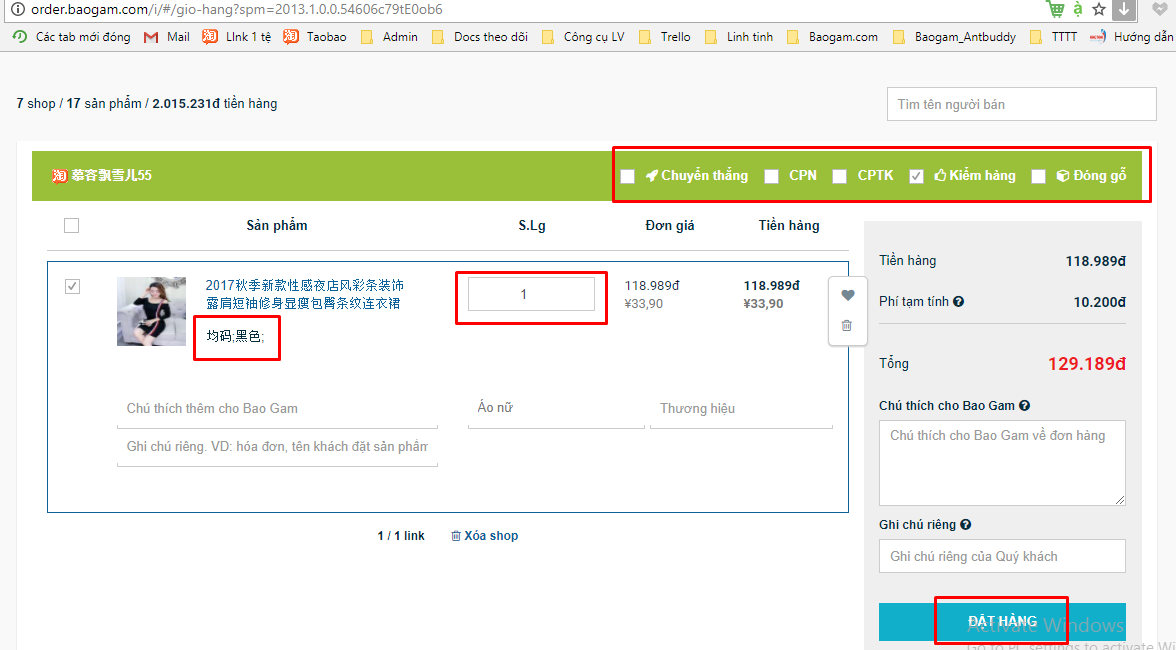 order.baogam.com/i/#/gio-hang?spm=2013.1.0.0.54606c79tE0ob6
Các tab mới đóng Mail LInk 1 tệ Taobao Admin Docs theo dõi Công cụ LV Trello Linh tinh Baogam.com Baogam_Antbuddy TTTT Hướng dẫn
7 shop / 17 sản phẩm / 2.015.231đ tiền hàng
Tìm tên người bán
淘 慕容飘雪儿55
Chuyển thẳng CPN CPTK Kiểm hàng Đóng gỗ
Sản phẩm S.Lg Đơn giá Tiền hàng
2017秋季新款性感夜店风彩条装饰
露肩短袖修身显瘦包臀条纹连衣裙
均码;黑色;
1
118.989đ
¥33,90
118.989đ
¥33,90
Chú thích thêm cho Bao Gam
Áo nữ
Thương hiệu
Ghi chú riêng. VD: hóa đơn, tên khách đặt sản phẩm
1 / 1 link Xóa shop
Tiền hàng 118.989đ
Phí tạm tính 10.200đ
Tổng 129.189đ
Chú thích cho Bao Gam
Chú thích cho Bao Gam về đơn hàng
Ghi chú riêng
Ghi chú riêng của Quý khách
ĐẶT HÀNG
Activate Windows
Go to PC settings to activate Wi